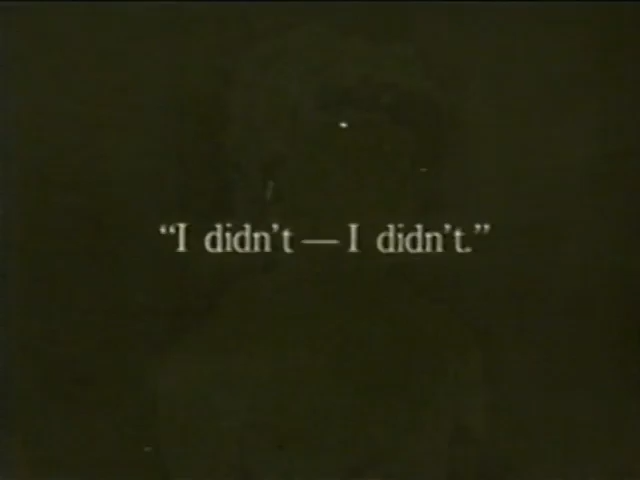 “I didn't — I didn't.”